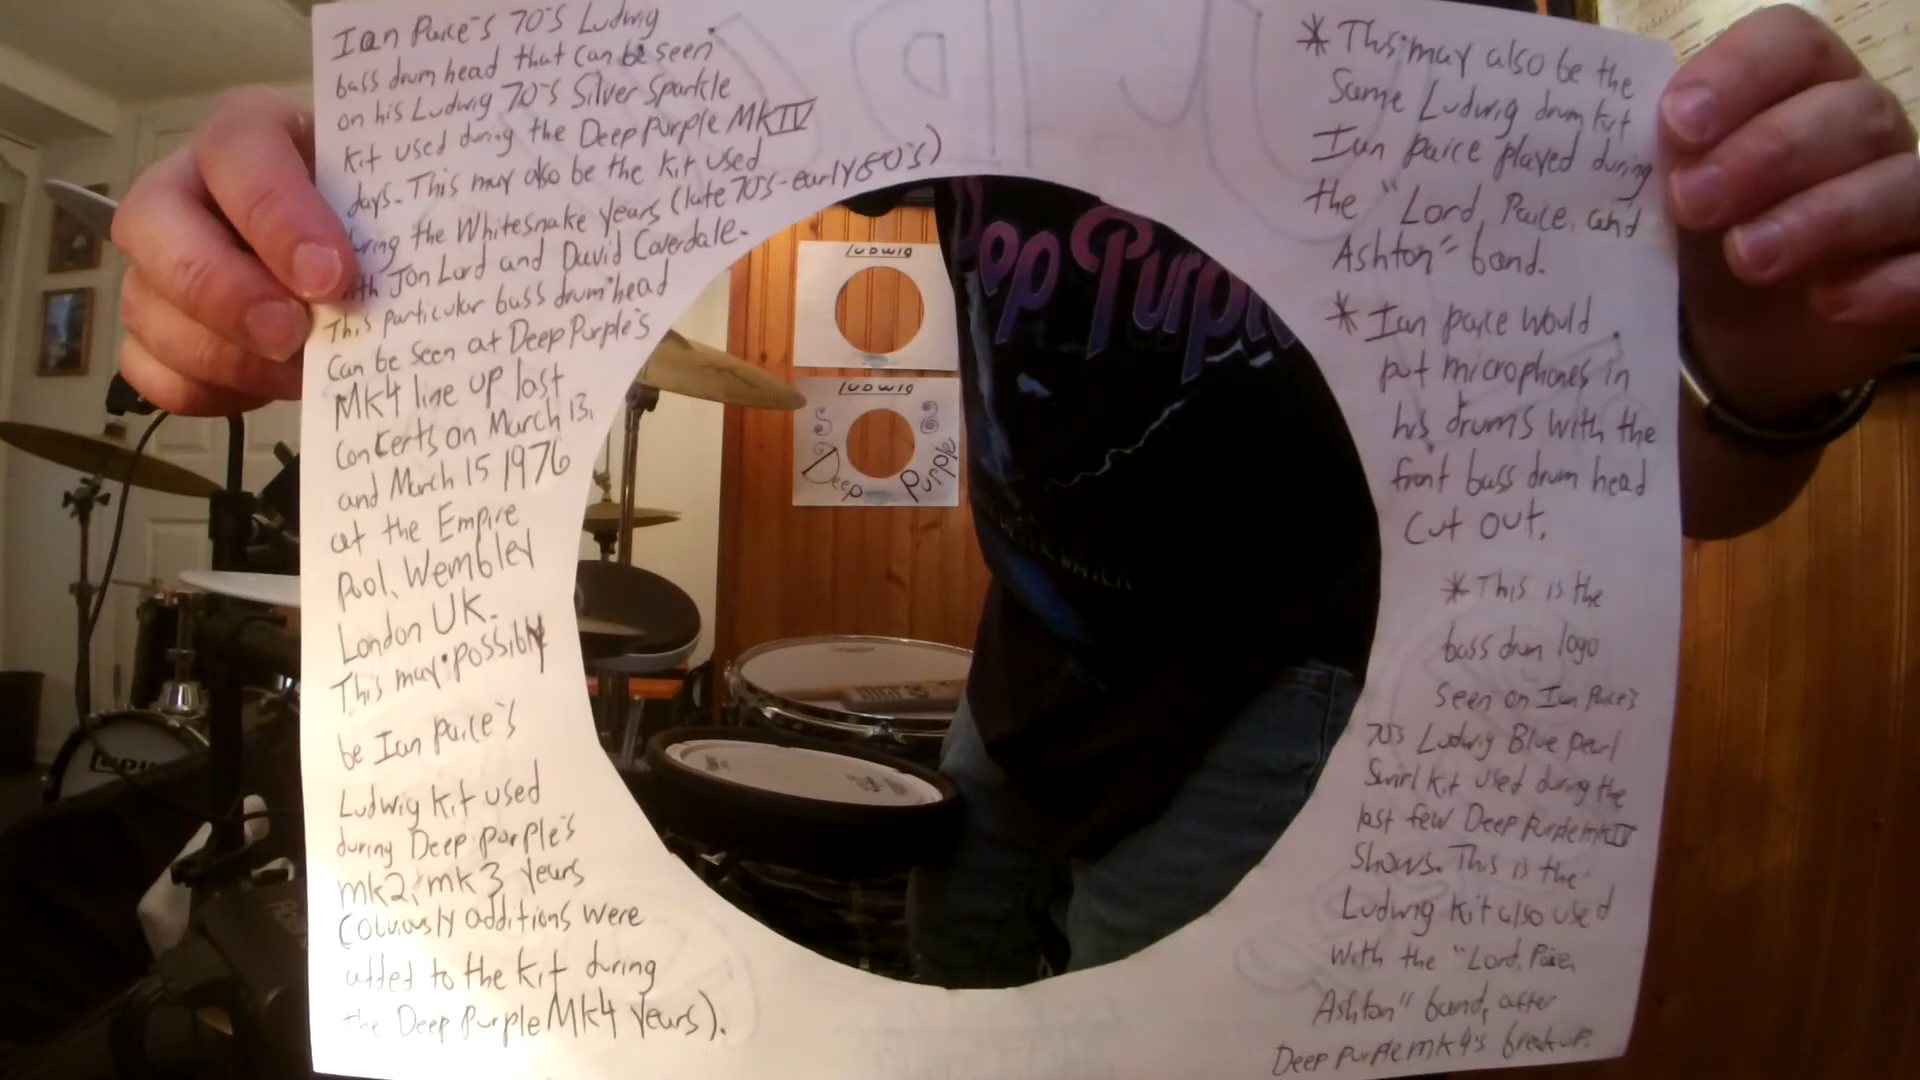 Ian Paice's 70's Ludwig
bass drum head that can be seen
on his Ludwig 70's Silver Sparkle
Kit used during the Deep Purple MkIV
days. This may also be the kit used
during the Whitesnake years (late 70's-early 80's)
with Jon Lord and David Coverdale.
This particular bass drum head
Can be seen at Deep Purple's
Mk4 line up last
Concerts on March 13,
and March 15 1976
at the Empire
Pool, Wembley
London UK.
This may possibly
be Ian Paice's
Ludwig Kit used
during Deep purple's
mk2, mk3 years
(obviously additions were
added to the kit during
the Deep Purple Mk4 years).
* This may also be the
Same Ludwig drum kit
Ian paice played during
the "Lord, Paice, and
Ashton" band.
* Ian paice would
put microphones in
his drums with the
front bass drum head
cut out.
* This is the
bass drum logo
seen on Ian Paice's
70's Ludwig Blue pearl
Swirl kit used during the
last few Deep Purple mkIV
Shows. This is the
Ludwig kit also used
with the "Lord, Paice,
Ashton" band, after
Deep purple mk4's breakup.
LUDWIG
LUDWIG
Deep Purple
Deep Purple